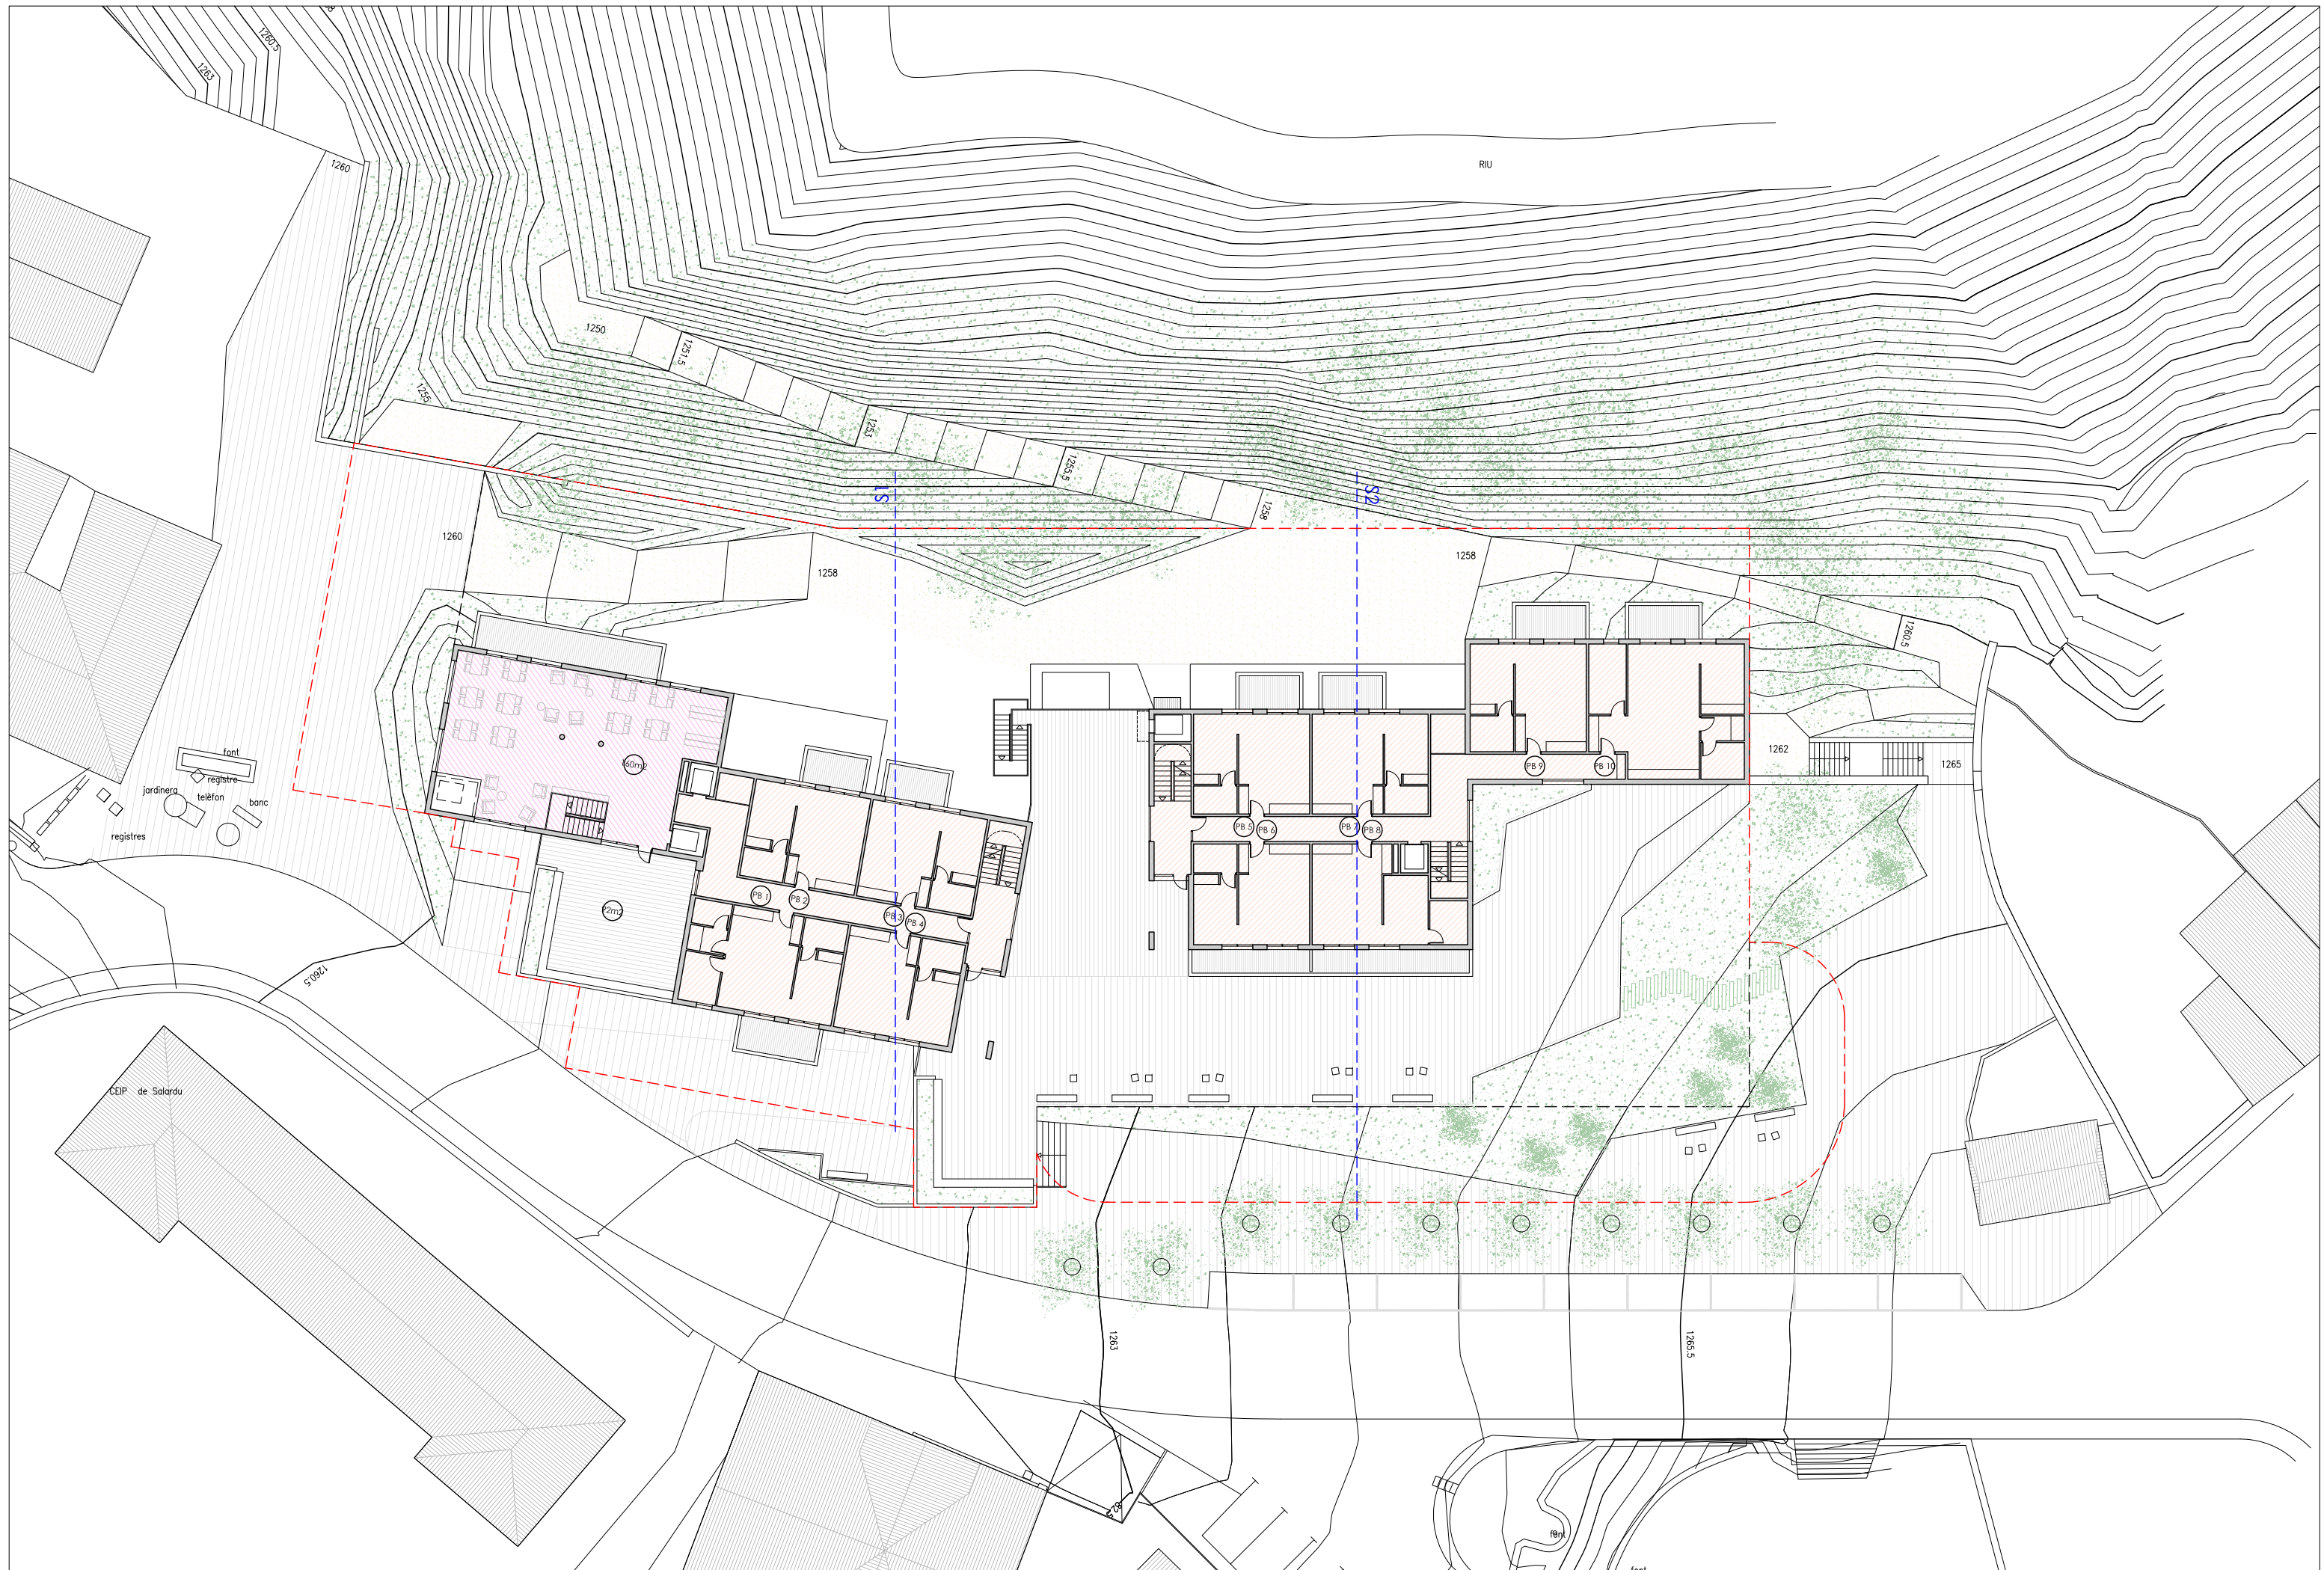 1260.5
1263
1260
RIU
1250
1251.5
1255
1253
1255.5
1258
S1
S2
1260
1258
1258
1260.5
160m2
1262
1265
font
registre
jardinera
telèfon
banc
registres
PB 9
PB 10
PB 5
PB 6
PB 7
PB 8
PB 1
PB 2
PB 3
PB 4
92m2
1260.5
CEIP de Salardu
1263
1265.5
font
font